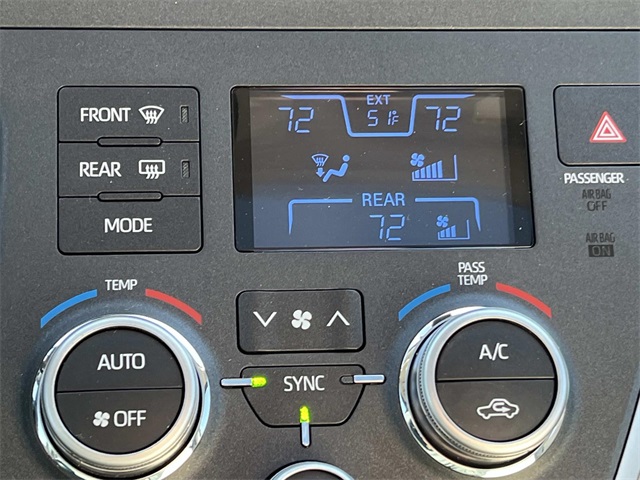 FRONT
REAR
MODE
EXT
72 51°F 72
REAR
72
PASSENGER
AIR BAG
OFF
AIR BAG
ON
TEMP
PASS
TEMP
AUTO
OFF
SYNC
A/C